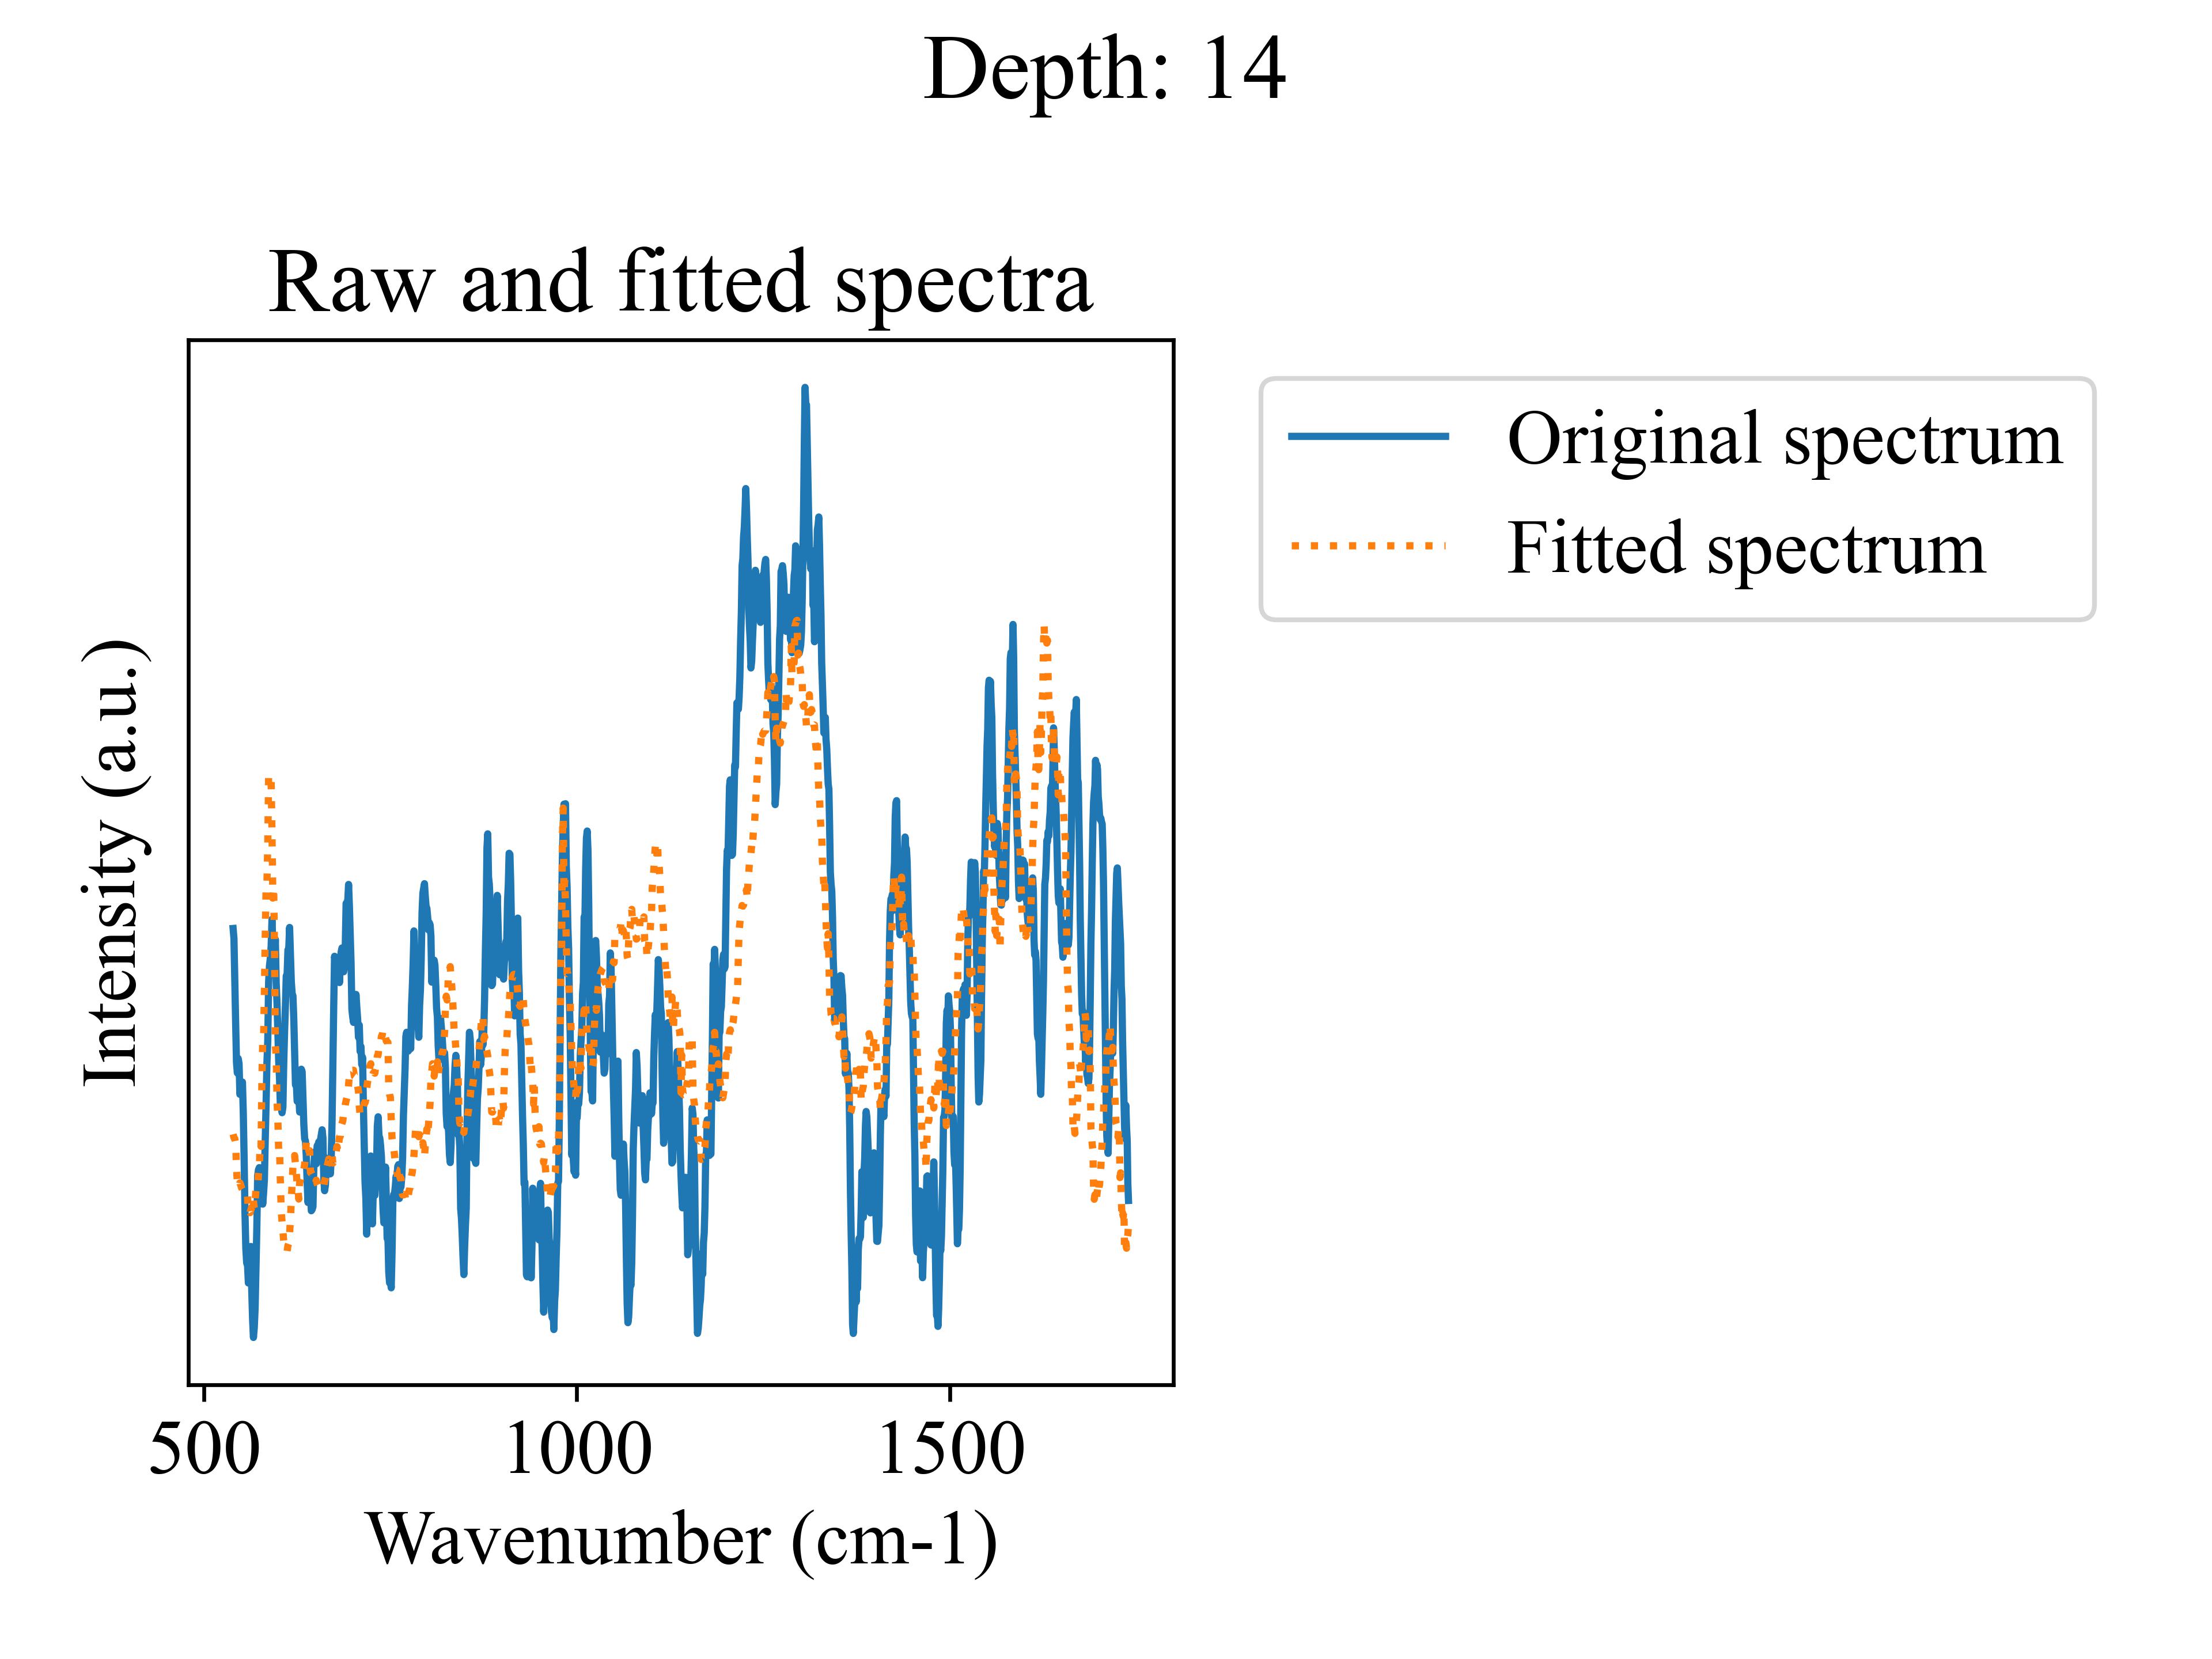 Depth: 14
Raw and fitted spectra
Original spectrum
Fitted spectrum
Intensity (a.u.)
500 1000 1500
Wavenumber (cm-1)